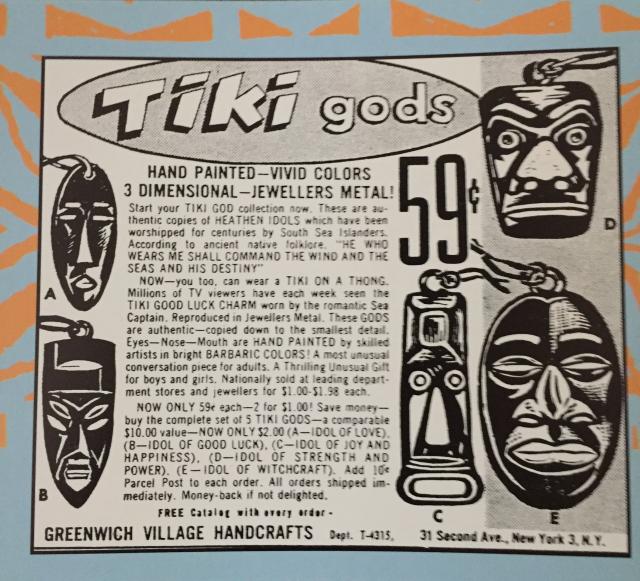 Tiki gods
HAND PAINTED—VIVID COLORS
3 DIMENSIONAL—JEWELLERS METAL!
59¢
Start your TIKI GOD collection now. These are au-
thentic copies of HEATHEN IDOLS which have been
worshipped for centuries by South Sea Islanders.
According to ancient native folklore. "HE WHO
WEARS ME SHALL COMMAND THE WIND AND THE
SEAS AND HIS DESTINY"
NOW—you too, can wear a TIKI ON A THONG.
Millions of TV viewers have each week seen the
TIKI GOOD LUCK CHARM worn by the romantic Sea
Captain. Reproduced in Jewellers Metal. These GODS
are authentic—copied down to the smallest detail.
Eyes—Nose—Mouth are HAND PAINTED by skilled
artists in bright BARBARIC COLORS! A most unusual
conversation piece for adults. A Thrilling Unusual Gift
for boys and girls. Nationally sold at leading depart-
ment stores and jewellers for $1.00-$1.98 each.
NOW ONLY 59¢ each—2 for $1.00! Save money—
buy the complete set of 5 TIKI GODS—a comparable
$10.00 value—NOW ONLY $2.00 (A—IDOL OF LOVE),
(B—IDOL OF GOOD LUCK), (C—IDOL OF JOY AND
HAPPINESS), (D—IDOL OF STRENGTH AND
POWER). (E—IDOL OF WITCHCRAFT). Add 10¢
Parcel Post to each order. All orders shipped im-
mediately. Money-back if not delighted.
FREE Catalog with every order-
GREENWICH VILLAGE HANDCRAFTS Dept. T-4315, 31 Second Ave., New York 3, N.Y.
A
B
C
D
E